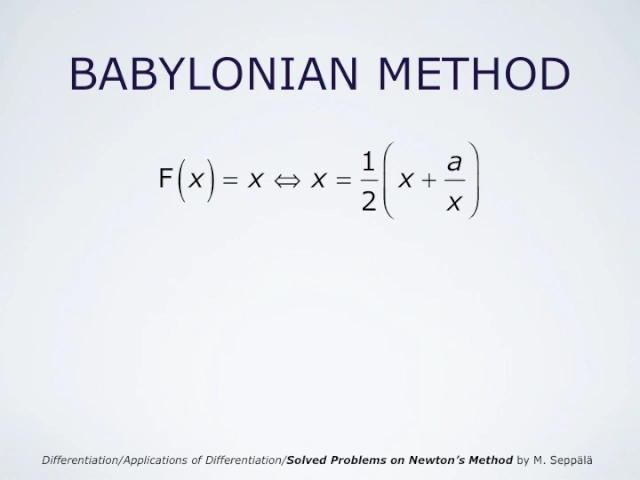 BABYLONIAN METHOD
F(x) = x ⇔ x = 1/2 (x + a/x)
Differentiation/Applications of Differentiation/Solved Problems on Newton's Method by M. Seppälä